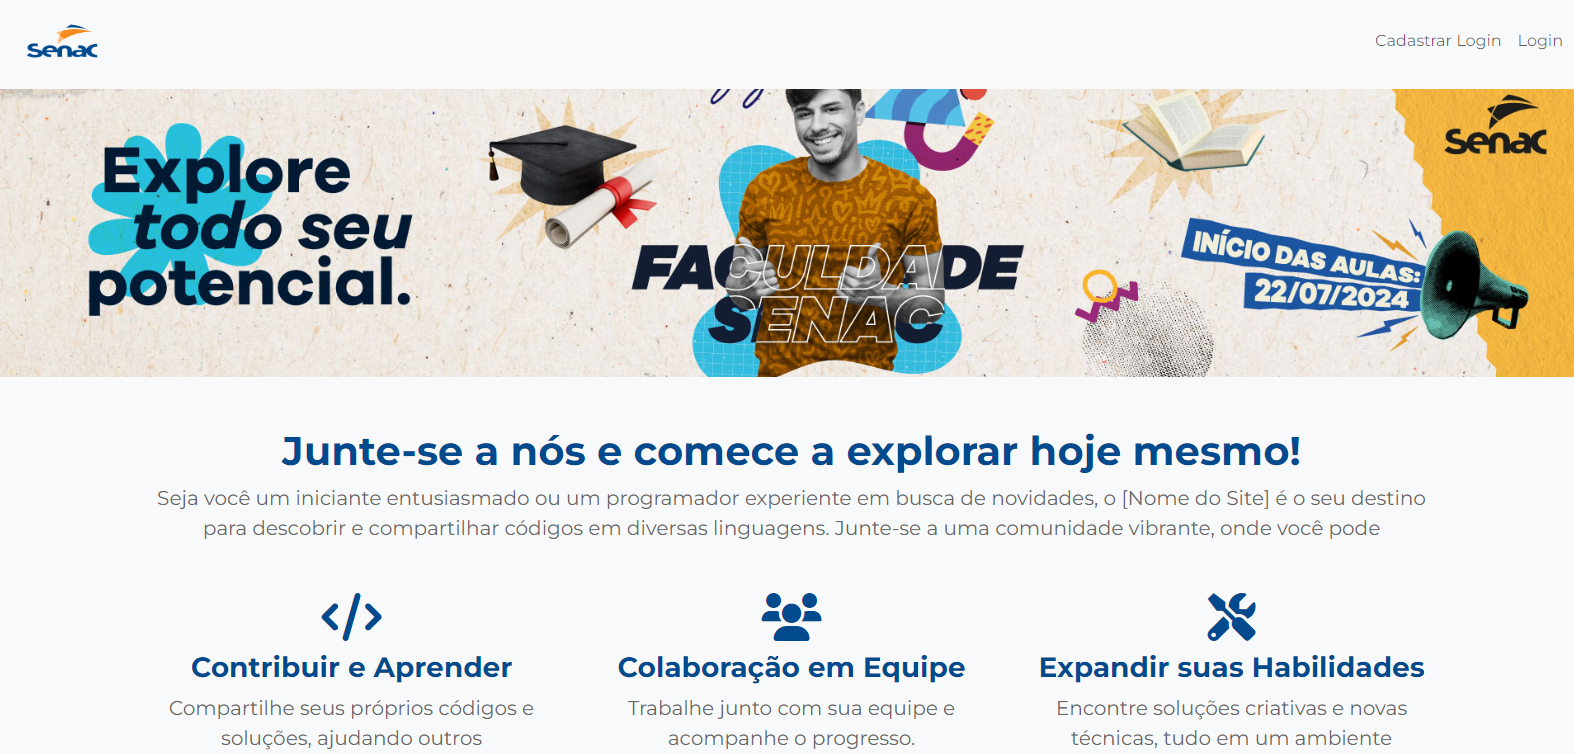 Senac
Cadastrar Login
Login
Explore
todo seu
potencial.
FACULDADE
SENAC
Senac
INÍCIO DAS AULAS:
22/07/2024
Junte-se a nós e comece a explorar hoje mesmo!
Seja você um iniciante entusiasmado ou um programador experiente em busca de novidades, o [Nome do Site] é o seu destino
para descobrir e compartilhar códigos em diversas linguagens. Junte-se a uma comunidade vibrante, onde você pode
Contribuir e Aprender
Compartilhe seus próprios códigos e
soluções, ajudando outros
Colaboração em Equipe
Trabalhe junto com sua equipe e
acompanhe o progresso.
Expandir suas Habilidades
Encontre soluções criativas e novas
técnicas, tudo em um ambiente